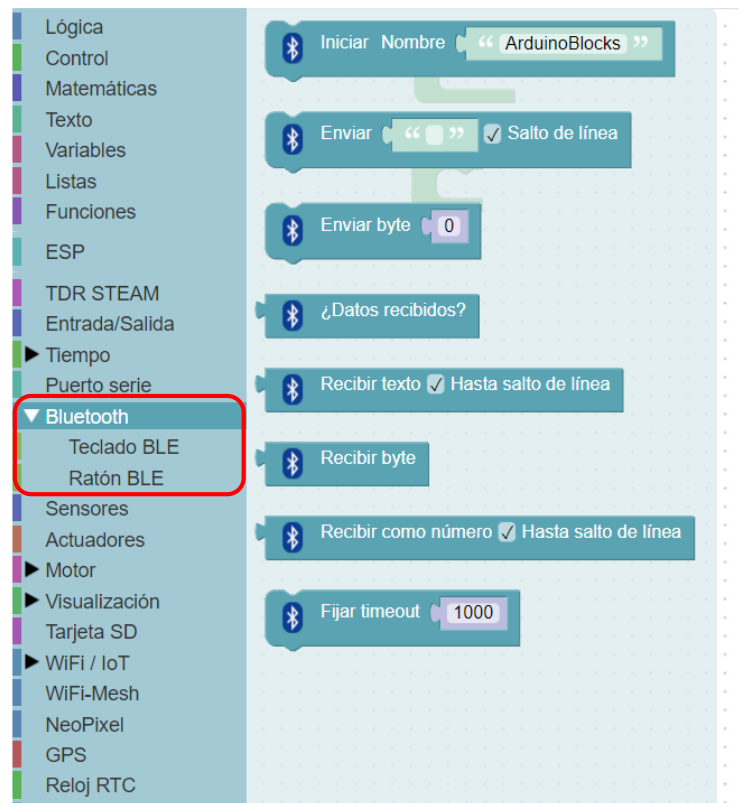 Lógica
Control
Matemáticas
Texto
Variables
Listas
Funciones
ESP
TDR STEAM
Entrada/Salida
Tiempo
Puerto serie
Bluetooth
Teclado BLE
Ratón BLE
Sensores
Actuadores
Motor
Visualización
Tarjeta SD
WiFi / IoT
WiFi-Mesh
NeoPixel
GPS
Reloj RTC
Iniciar Nombre “ ArduinoBlocks ”
Enviar “ ” Salto de línea
Enviar byte 0
¿Datos recibidos?
Recibir texto Hasta salto de línea
Recibir byte
Recibir como número Hasta salto de línea
Fijar timeout 1000